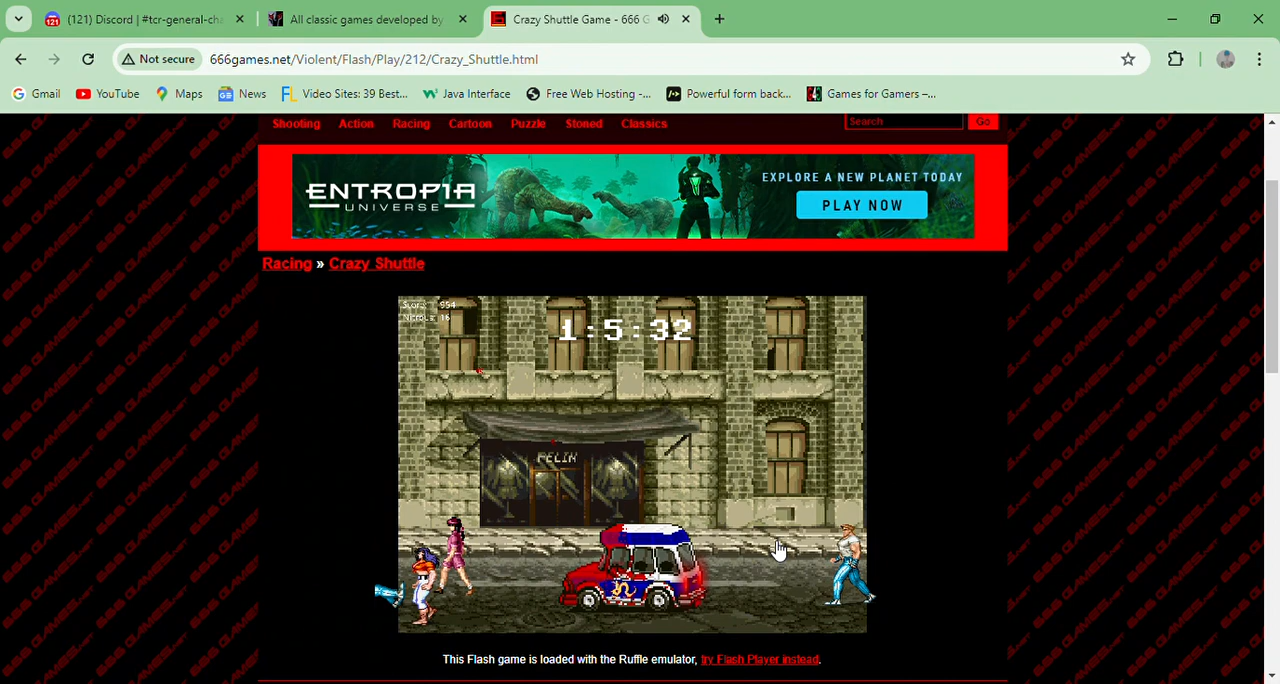 (121) Discord | #tcr-general-cha
All classic games developed by
Crazy Shuttle Game - 666 G
Not secure
666games.net/Violent/Flash/Play/212/Crazy_Shuttle.html
Gmail
YouTube
Maps
News
Video Sites: 39 Best...
Java Interface
Free Web Hosting -...
Powerful form back...
Games for Gamers –...
Shooting
Action
Racing
Cartoon
Puzzle
Stoned
Classics
Search
Go
ENTROPIA
UNIVERSE
EXPLORE A NEW PLANET TODAY
PLAY NOW
Racing » Crazy Shuttle
Score: 954
1:5:32
FELIX
This Flash game is loaded with the Ruffle emulator, try Flash Player instead.